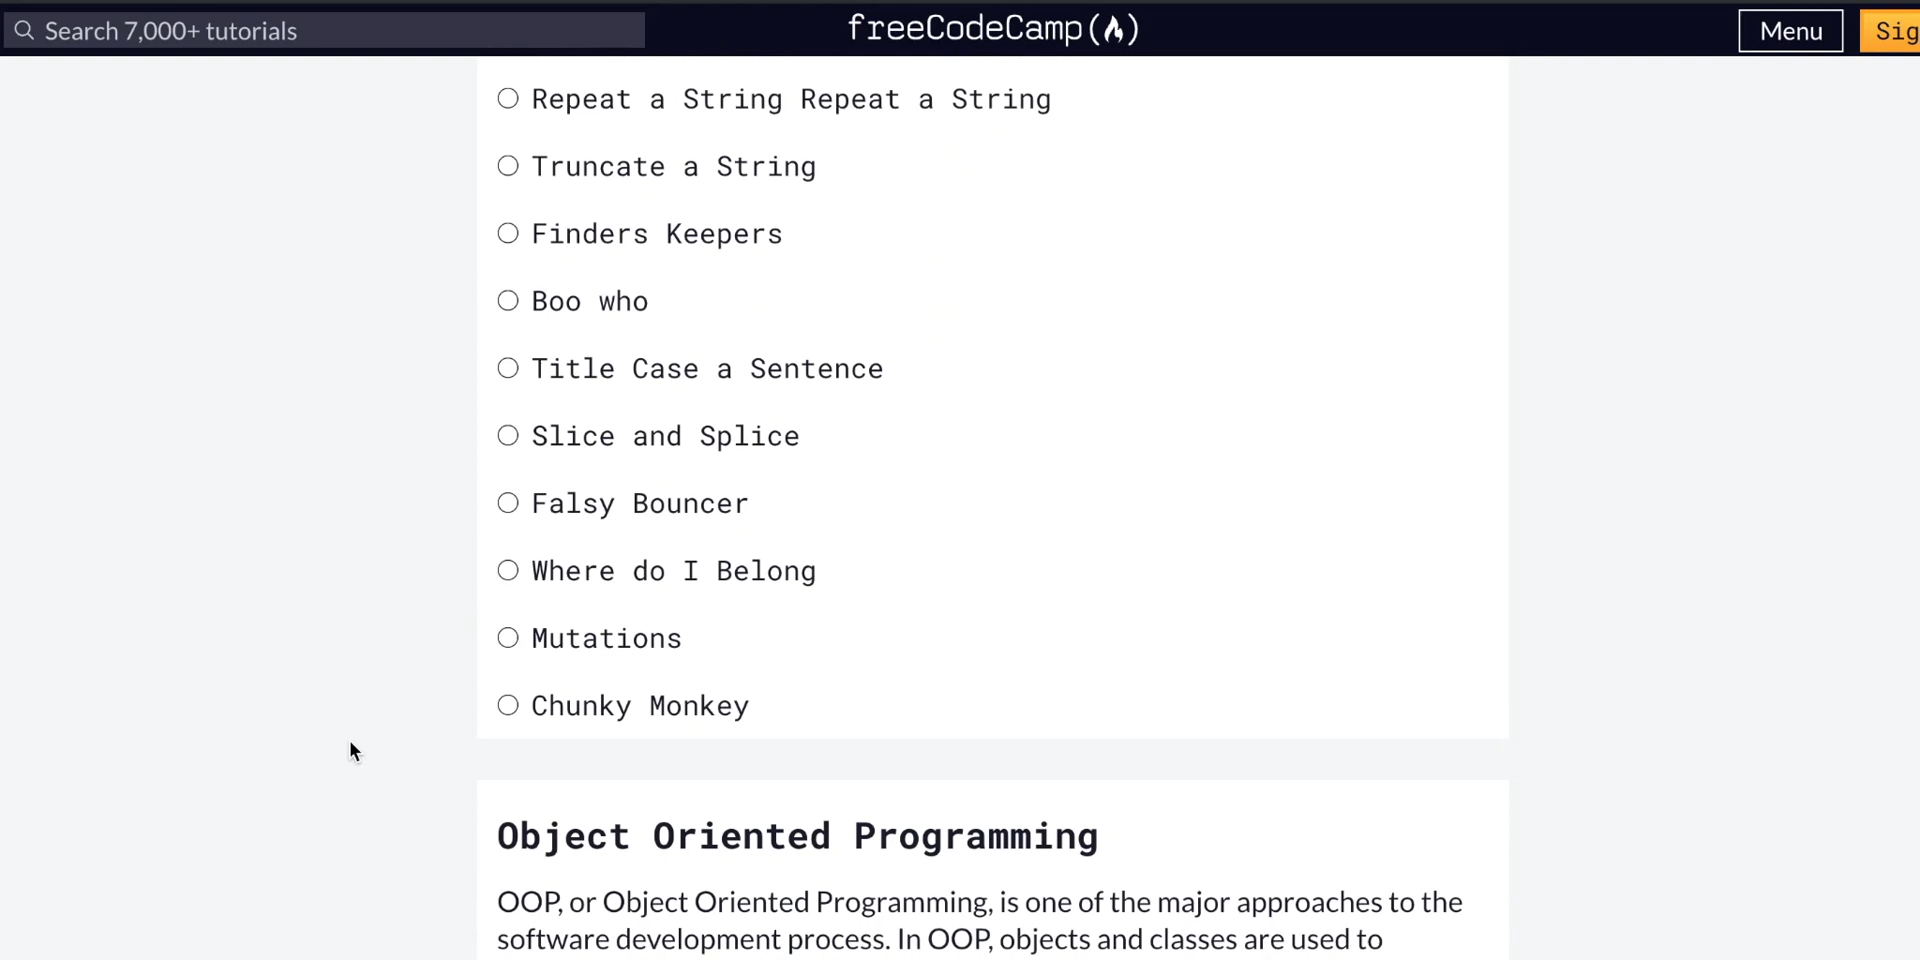 Search 7,000+ tutorials
freeCodeCamp
Menu
Sig
Repeat a String Repeat a String
Truncate a String
Finders Keepers
Boo who
Title Case a Sentence
Slice and Splice
Falsy Bouncer
Where do I Belong
Mutations
Chunky Monkey
Object Oriented Programming
OOP, or Object Oriented Programming, is one of the major approaches to the
software development process. In OOP, objects and classes are used to